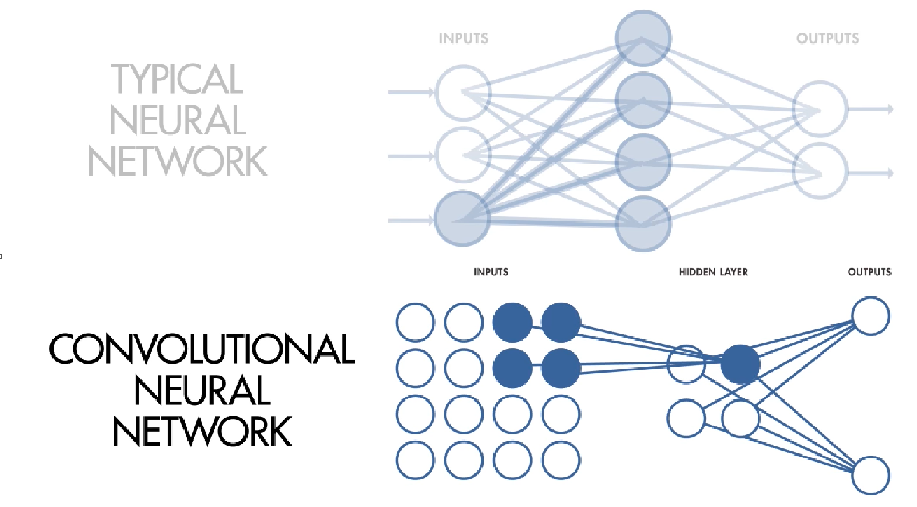 INPUTS
OUTPUTS
TYPICAL
NEURAL
NETWORK
INPUTS
HIDDEN LAYER
OUTPUTS
CONVOLUTIONAL
NEURAL
NETWORK